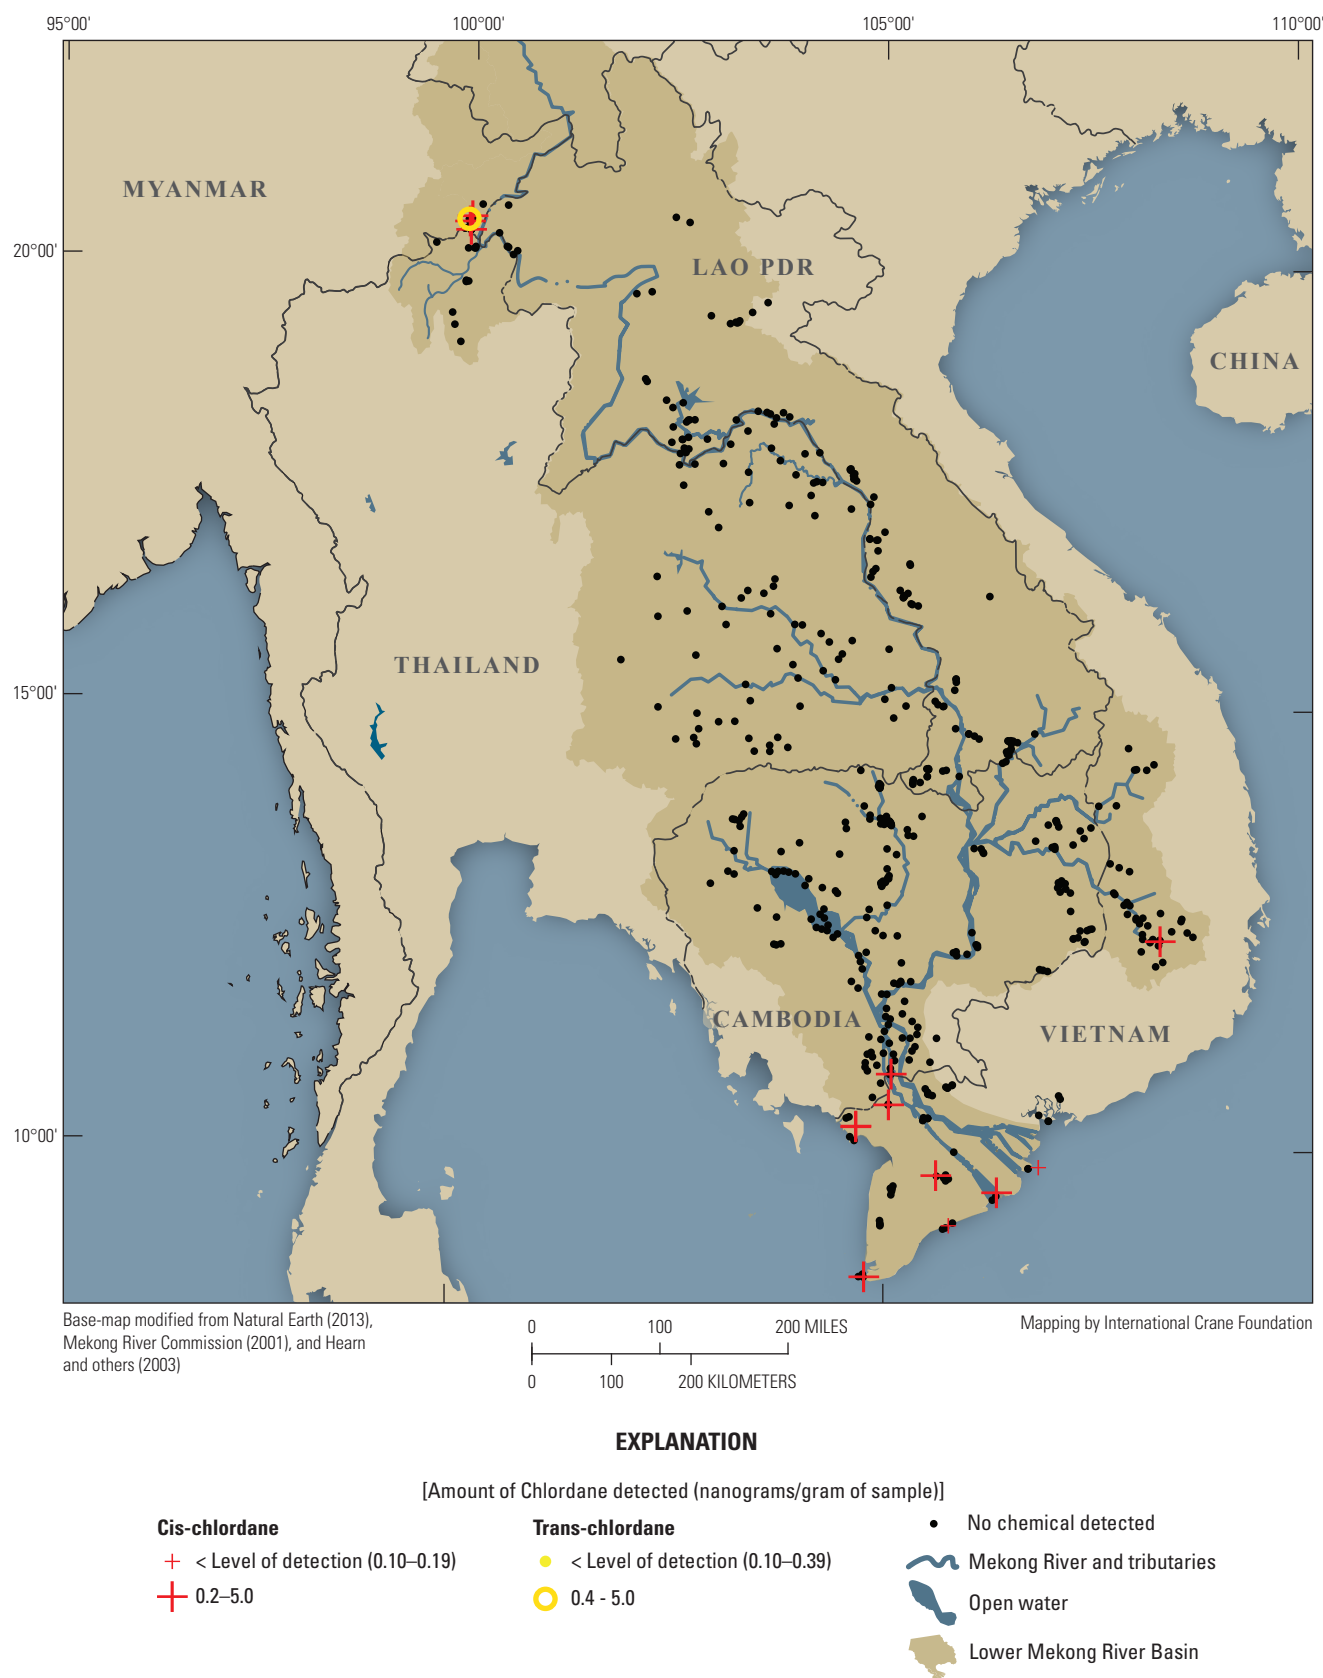 95°00'
100°00'
105°00'
110°00'
MYANMAR
20°00'
LAO PDR
CHINA
THAILAND
15°00'
CAMBODIA
VIETNAM
10°00'
Base-map modified from Natural Earth (2013),
Mekong River Commission (2001), and Hearn
and others (2003)
0 100 200 MILES
0 100 200 KILOMETERS
Mapping by International Crane Foundation
EXPLANATION
[Amount of Chlordane detected (nanograms/gram of sample)]
Cis-chlordane
< Level of detection (0.10–0.19)
0.2–5.0
Trans-chlordane
< Level of detection (0.10–0.39)
0.4 - 5.0
No chemical detected
Mekong River and tributaries
Open water
Lower Mekong River Basin